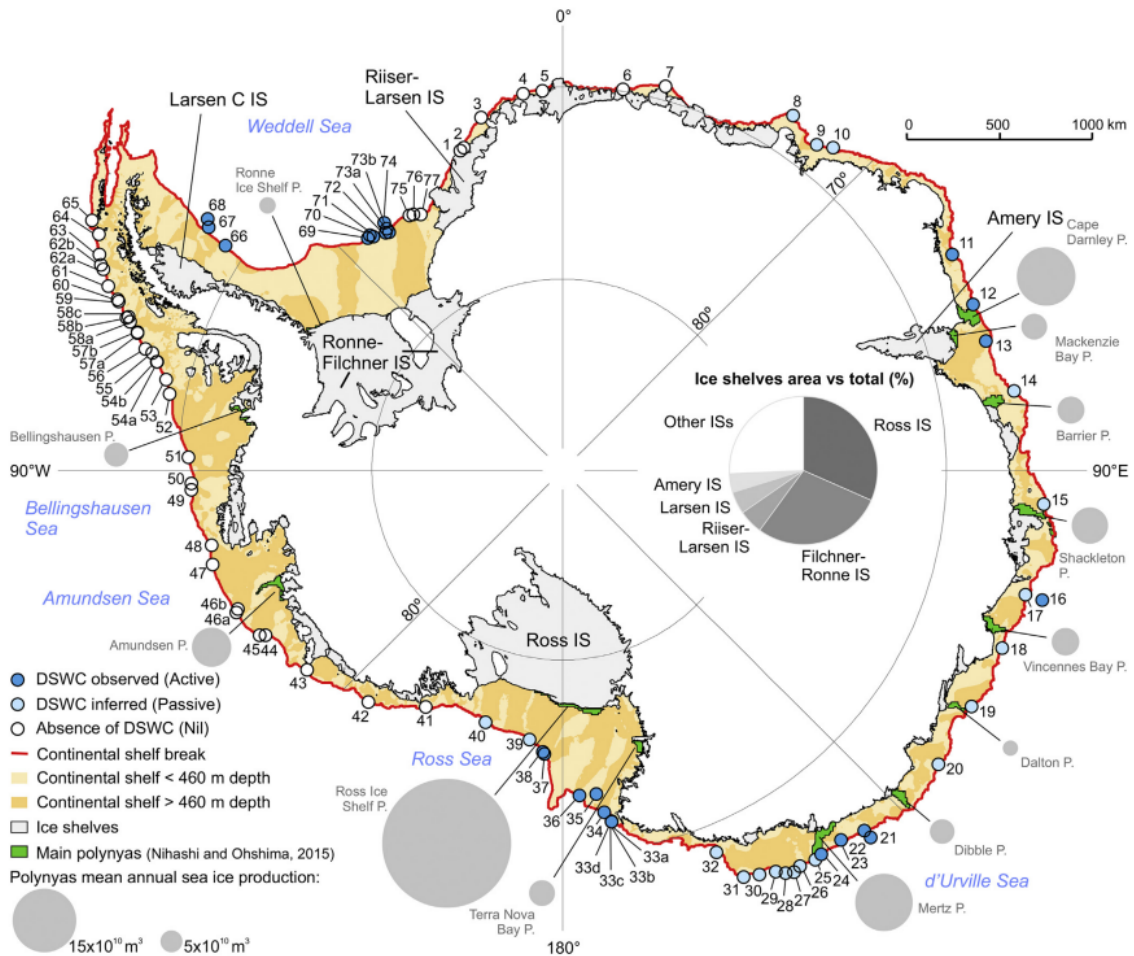 0°
Riiser-
Larsen IS
Larsen C IS
Weddell Sea
Ronne
Ice Shelf P.
1
2
3
4
5
6
7
8
9
10
0
500
1000 km
70°
Amery IS
Cape
Darnley P.
11
12
13
Mackenzie
Bay P.
14
Barrier P.
80°
65
64
63
62b
62a
61
60
59
58c
58b
58a
57b
57a
56
55
54b
54a
53
52
68
67
66
73b
74
73a
72
71
70
69
75
76
77
Ronne-
Filchner IS
Ice shelves area vs total (%)
Other ISs
Ross IS
Amery IS
Larsen IS
Riiser-
Larsen IS
Filchner-
Ronne IS
Bellingshausen P.
90°W
90°E
51
50
49
Bellingshausen
Sea
48
47
Amundsen Sea
46b
46a
Amundsen P.
45
44
43
42
41
40
39
38
37
36
35
34
33d
33c
33b
33a
80°
Ross IS
Ross Sea
Ross Ice
Shelf P.
Terra Nova
Bay P.
180°
15
Shackleton
P.
16
17
18
Vincennes Bay P.
19
Dalton P.
20
21
22
23
24
25
26
27
28
29
30
31
32
Dibble P.
d'Urville Sea
Mertz P.
DSWC observed (Active)
DSWC inferred (Passive)
Absence of DSWC (Nil)
Continental shelf break
Continental shelf < 460 m depth
Continental shelf > 460 m depth
Ice shelves
Main polynyas (Nihashi and Ohshima, 2015)
Polynyas mean annual sea ice production:
15x10¹⁰ m³
5x10¹⁰ m³